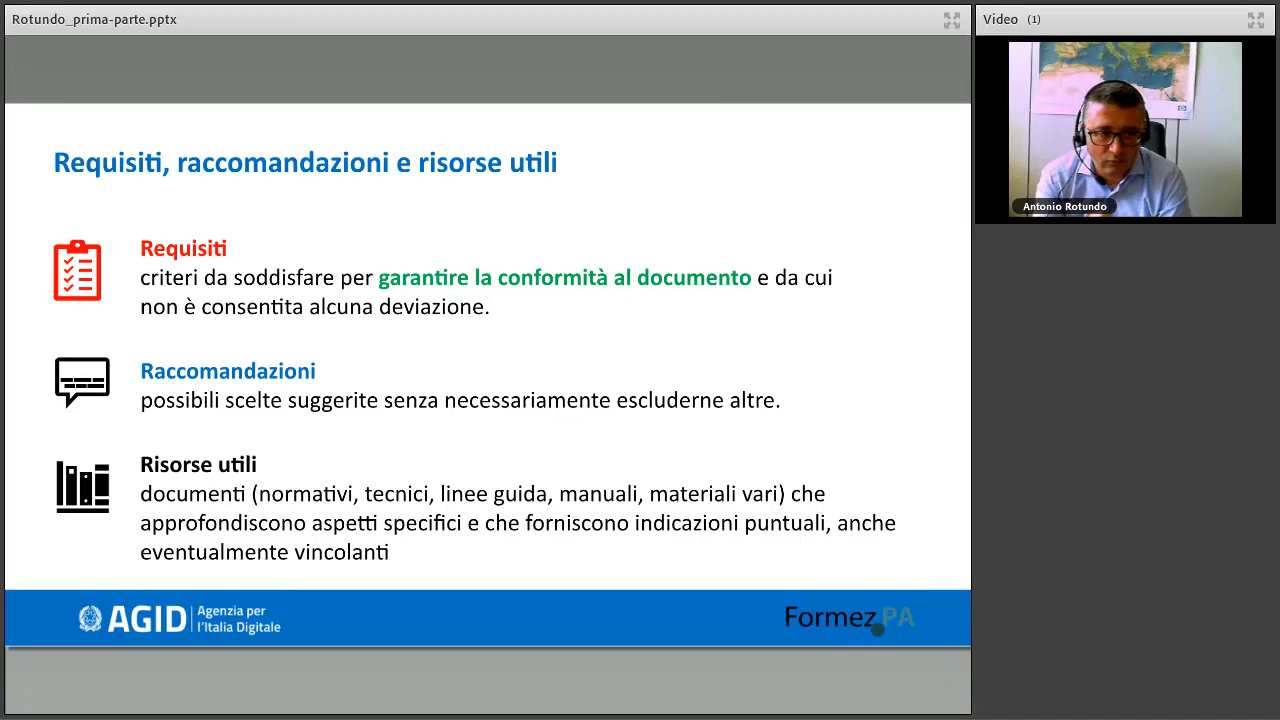 Rotundo_prima-parte.pptx
Video (1)
Antonio Rotundo
Requisiti, raccomandazioni e risorse utili
Requisiti
criteri da soddisfare per garantire la conformità al documento e da cui
non è consentita alcuna deviazione.
Raccomandazioni
possibili scelte suggerite senza necessariamente escluderne altre.
Risorse utili
documenti (normativi, tecnici, linee guida, manuali, materiali vari) che
approfondiscono aspetti specifici e che forniscono indicazioni puntuali, anche
eventualmente vincolanti
AGID
Agenzia per
l'Italia Digitale
Formez PA